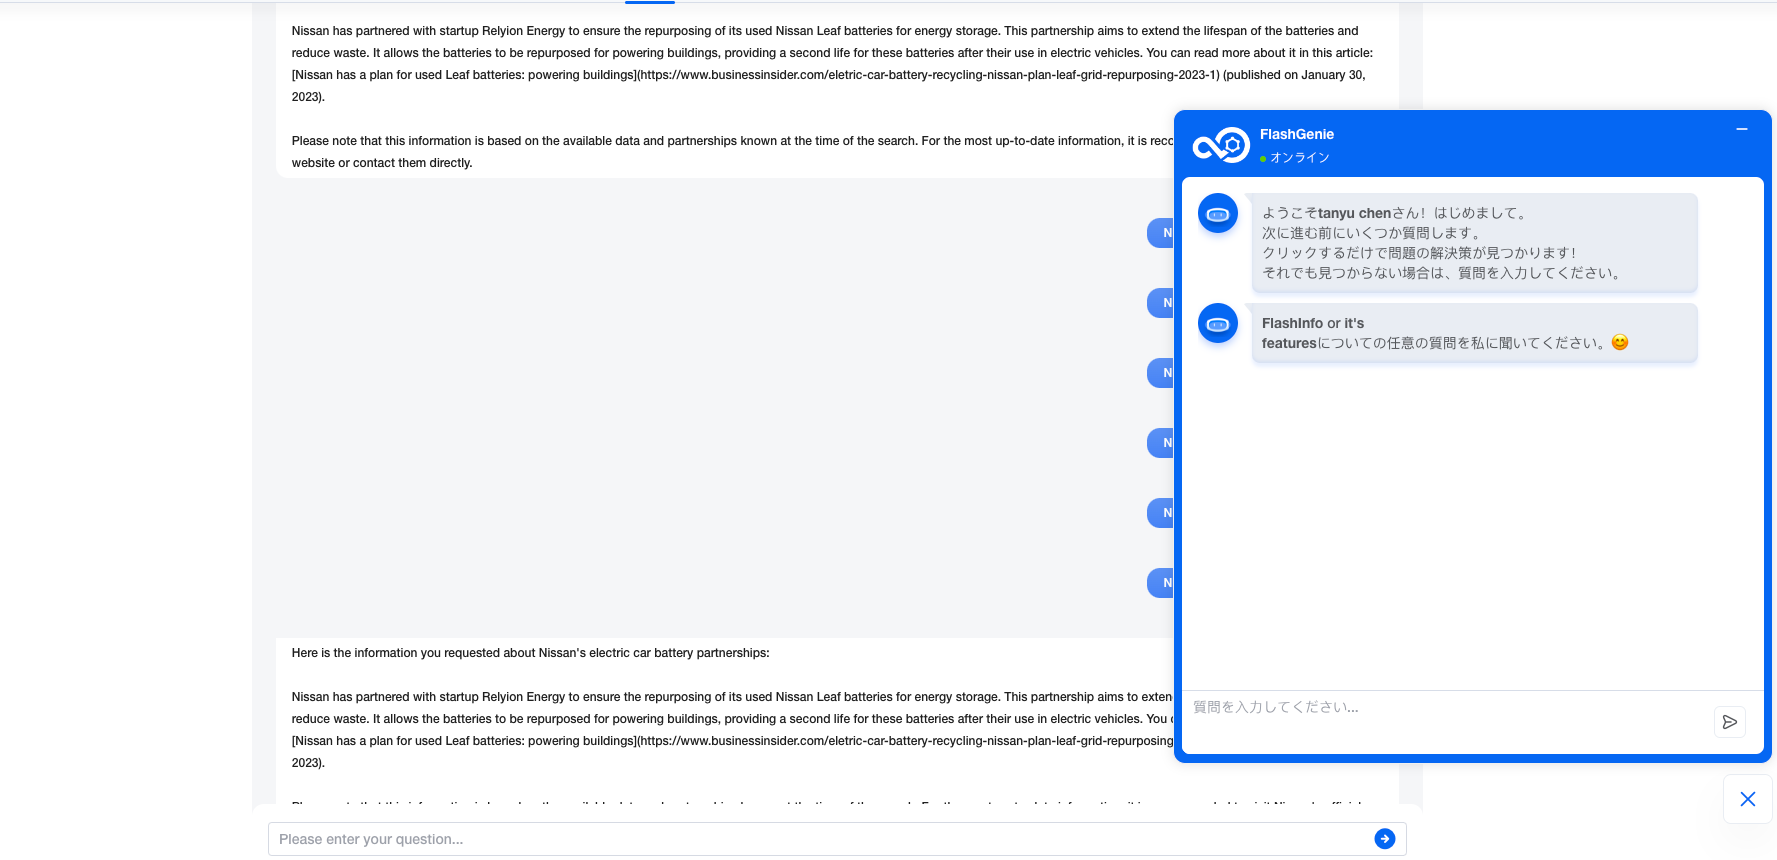 Nissan has partnered with startup Relyion Energy to ensure the repurposing of its used Nissan Leaf batteries for energy storage. This partnership aims to extend the lifespan of the batteries and
reduce waste. It allows the batteries to be repurposed for powering buildings, providing a second life for these batteries after their use in electric vehicles. You can read more about it in this article:
[Nissan has a plan for used Leaf batteries: powering buildings](https://www.businessinsider.com/eletric-car-battery-recycling-nissan-plan-leaf-grid-repurposing-2023-1) (published on January 30,
2023).
Please note that this information is based on the available data and partnerships known at the time of the search. For the most up-to-date information, it is
website or contact them directly.
N
N
N
N
N
N
Here is the information you requested about Nissan's electric car battery partnerships:
Nissan has partnered with startup Relyion Energy to ensure the repurposing of its used Nissan Leaf batteries for energy storage. This partnership aims to
reduce waste. It allows the batteries to be repurposed for powering buildings, providing a second life for these batteries after their use in electric vehicles. You
[Nissan has a plan for used Leaf batteries: powering buildings](https://www.businessinsider.com/eletric-car-battery-recycling-nissan-plan-leaf-grid-repurposing
2023).
Please enter your question...
FlashGenie
オンライン
ようこそtanyu chenさん！はじめまして。
次に進む前にいくつか質問します。
クリックするだけで問題の解決策が見つかります！
それでも見つからない場合は、質問を入力してください。
FlashInfo or it's
featuresについての任意の質問を私に聞いてください。😊
質問を入力してください...